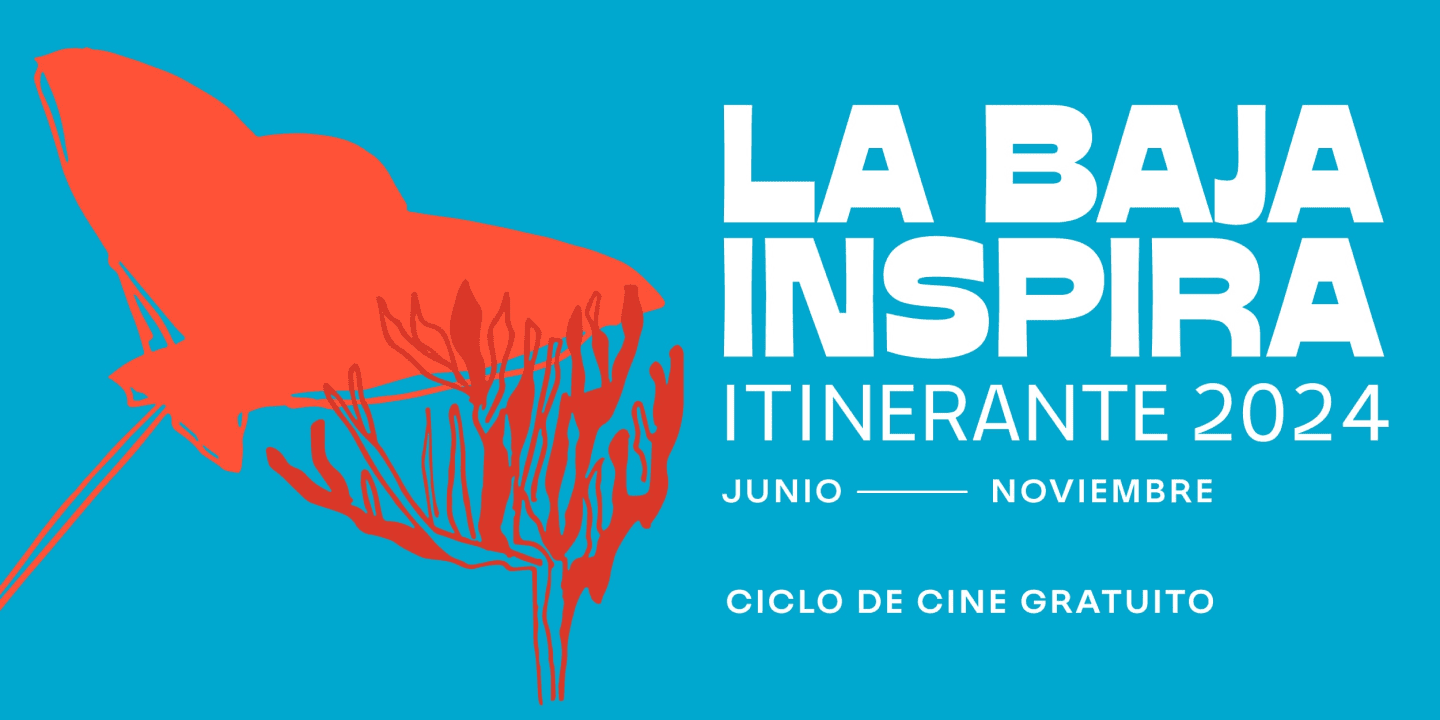 LA BAJA
INSPIRA
ITINERANTE 2024
JUNIO — NOVIEMBRE
CICLO DE CINE GRATUITO